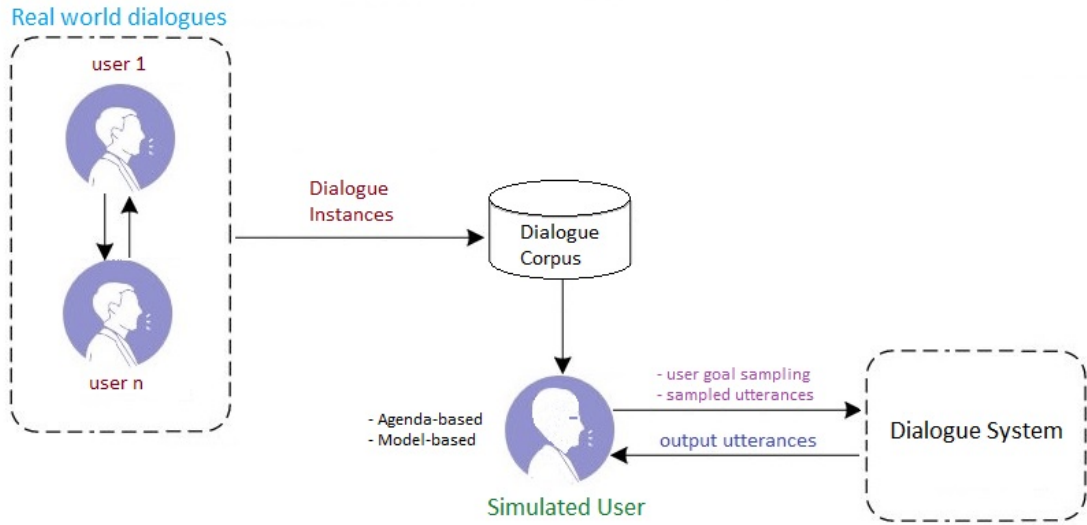 Real world dialogues
user 1
user n
Dialogue
Instances
Dialogue
Corpus
- Agenda-based
- Model-based
Simulated User
- user goal sampling
- sampled utterances
output utterances
Dialogue System